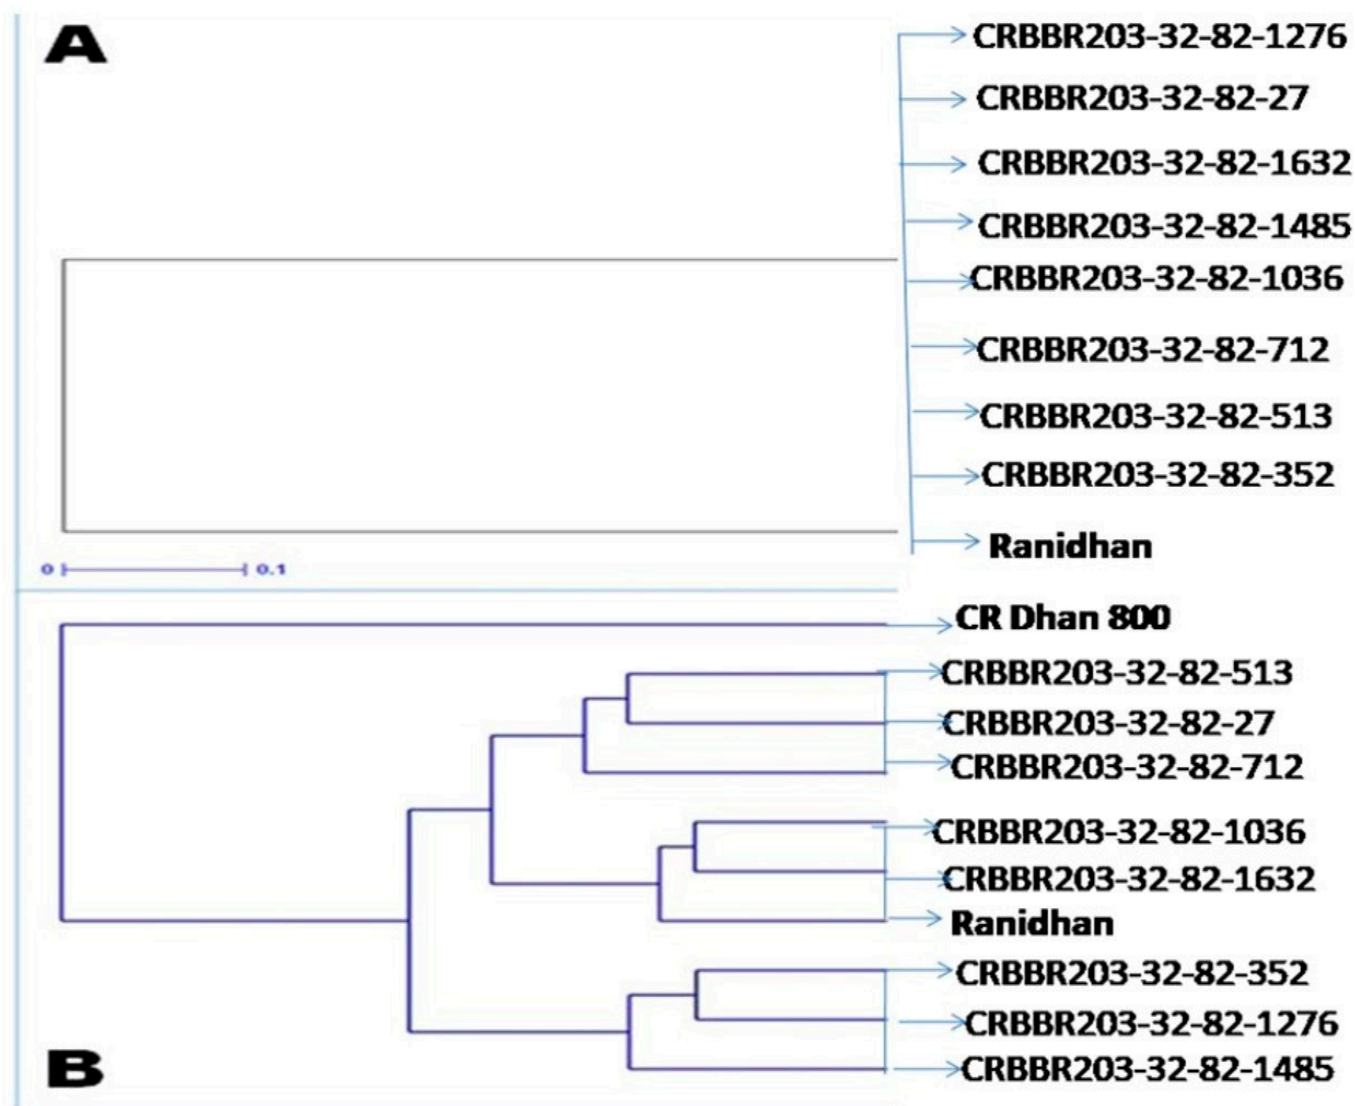 A
CRBBR203-32-82-1276
CRBBR203-32-82-27
CRBBR203-32-82-1632
CRBBR203-32-82-1485
CRBBR203-32-82-1036
CRBBR203-32-82-712
CRBBR203-32-82-513
CRBBR203-32-82-352
Ranidhan
0 0.1
CR Dhan 800
CRBBR203-32-82-513
CRBBR203-32-82-27
CRBBR203-32-82-712
CRBBR203-32-82-1036
CRBBR203-32-82-1632
Ranidhan
CRBBR203-32-82-352
CRBBR203-32-82-1276
CRBBR203-32-82-1485
B